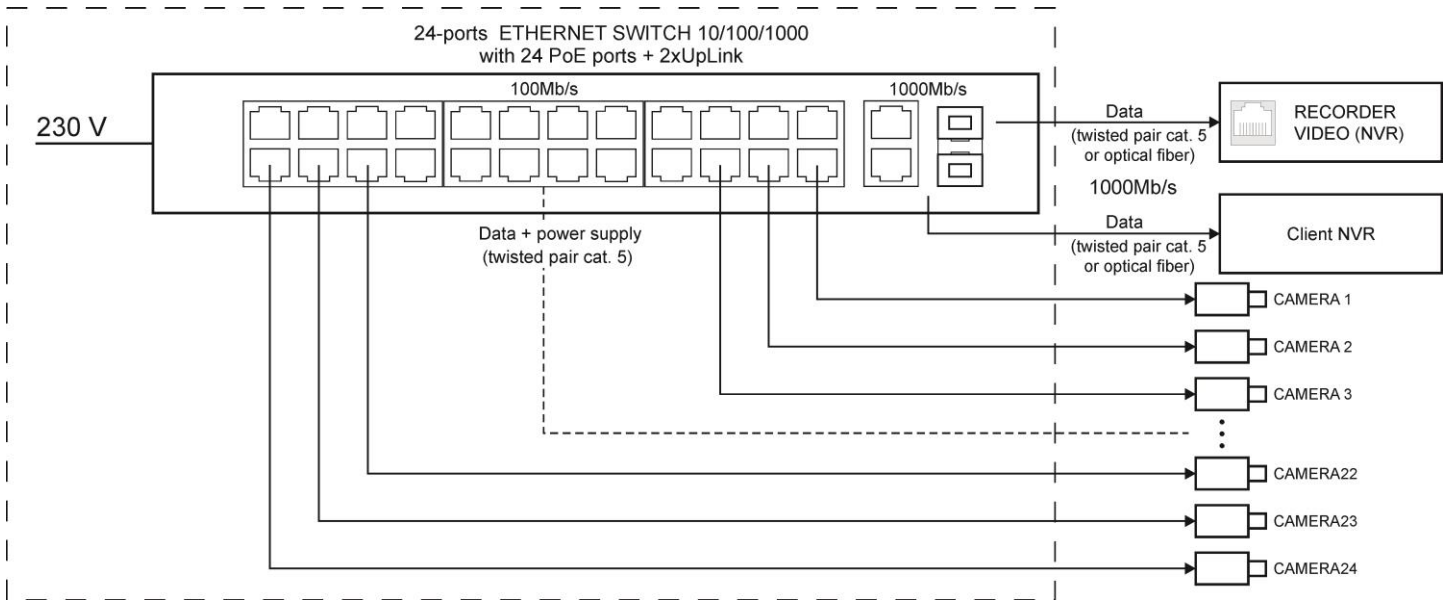 24-ports ETHERNET SWITCH 10/100/1000
with 24 PoE ports + 2xUpLink
100Mb/s
1000Mb/s
230 V
Data
(twisted pair cat. 5
or optical fiber)
RECORDER
VIDEO (NVR)
1000Mb/s
Data
(twisted pair cat. 5
or optical fiber)
Client NVR
Data + power supply
(twisted pair cat. 5)
CAMERA 1
CAMERA 2
CAMERA 3
CAMERA22
CAMERA23
CAMERA24